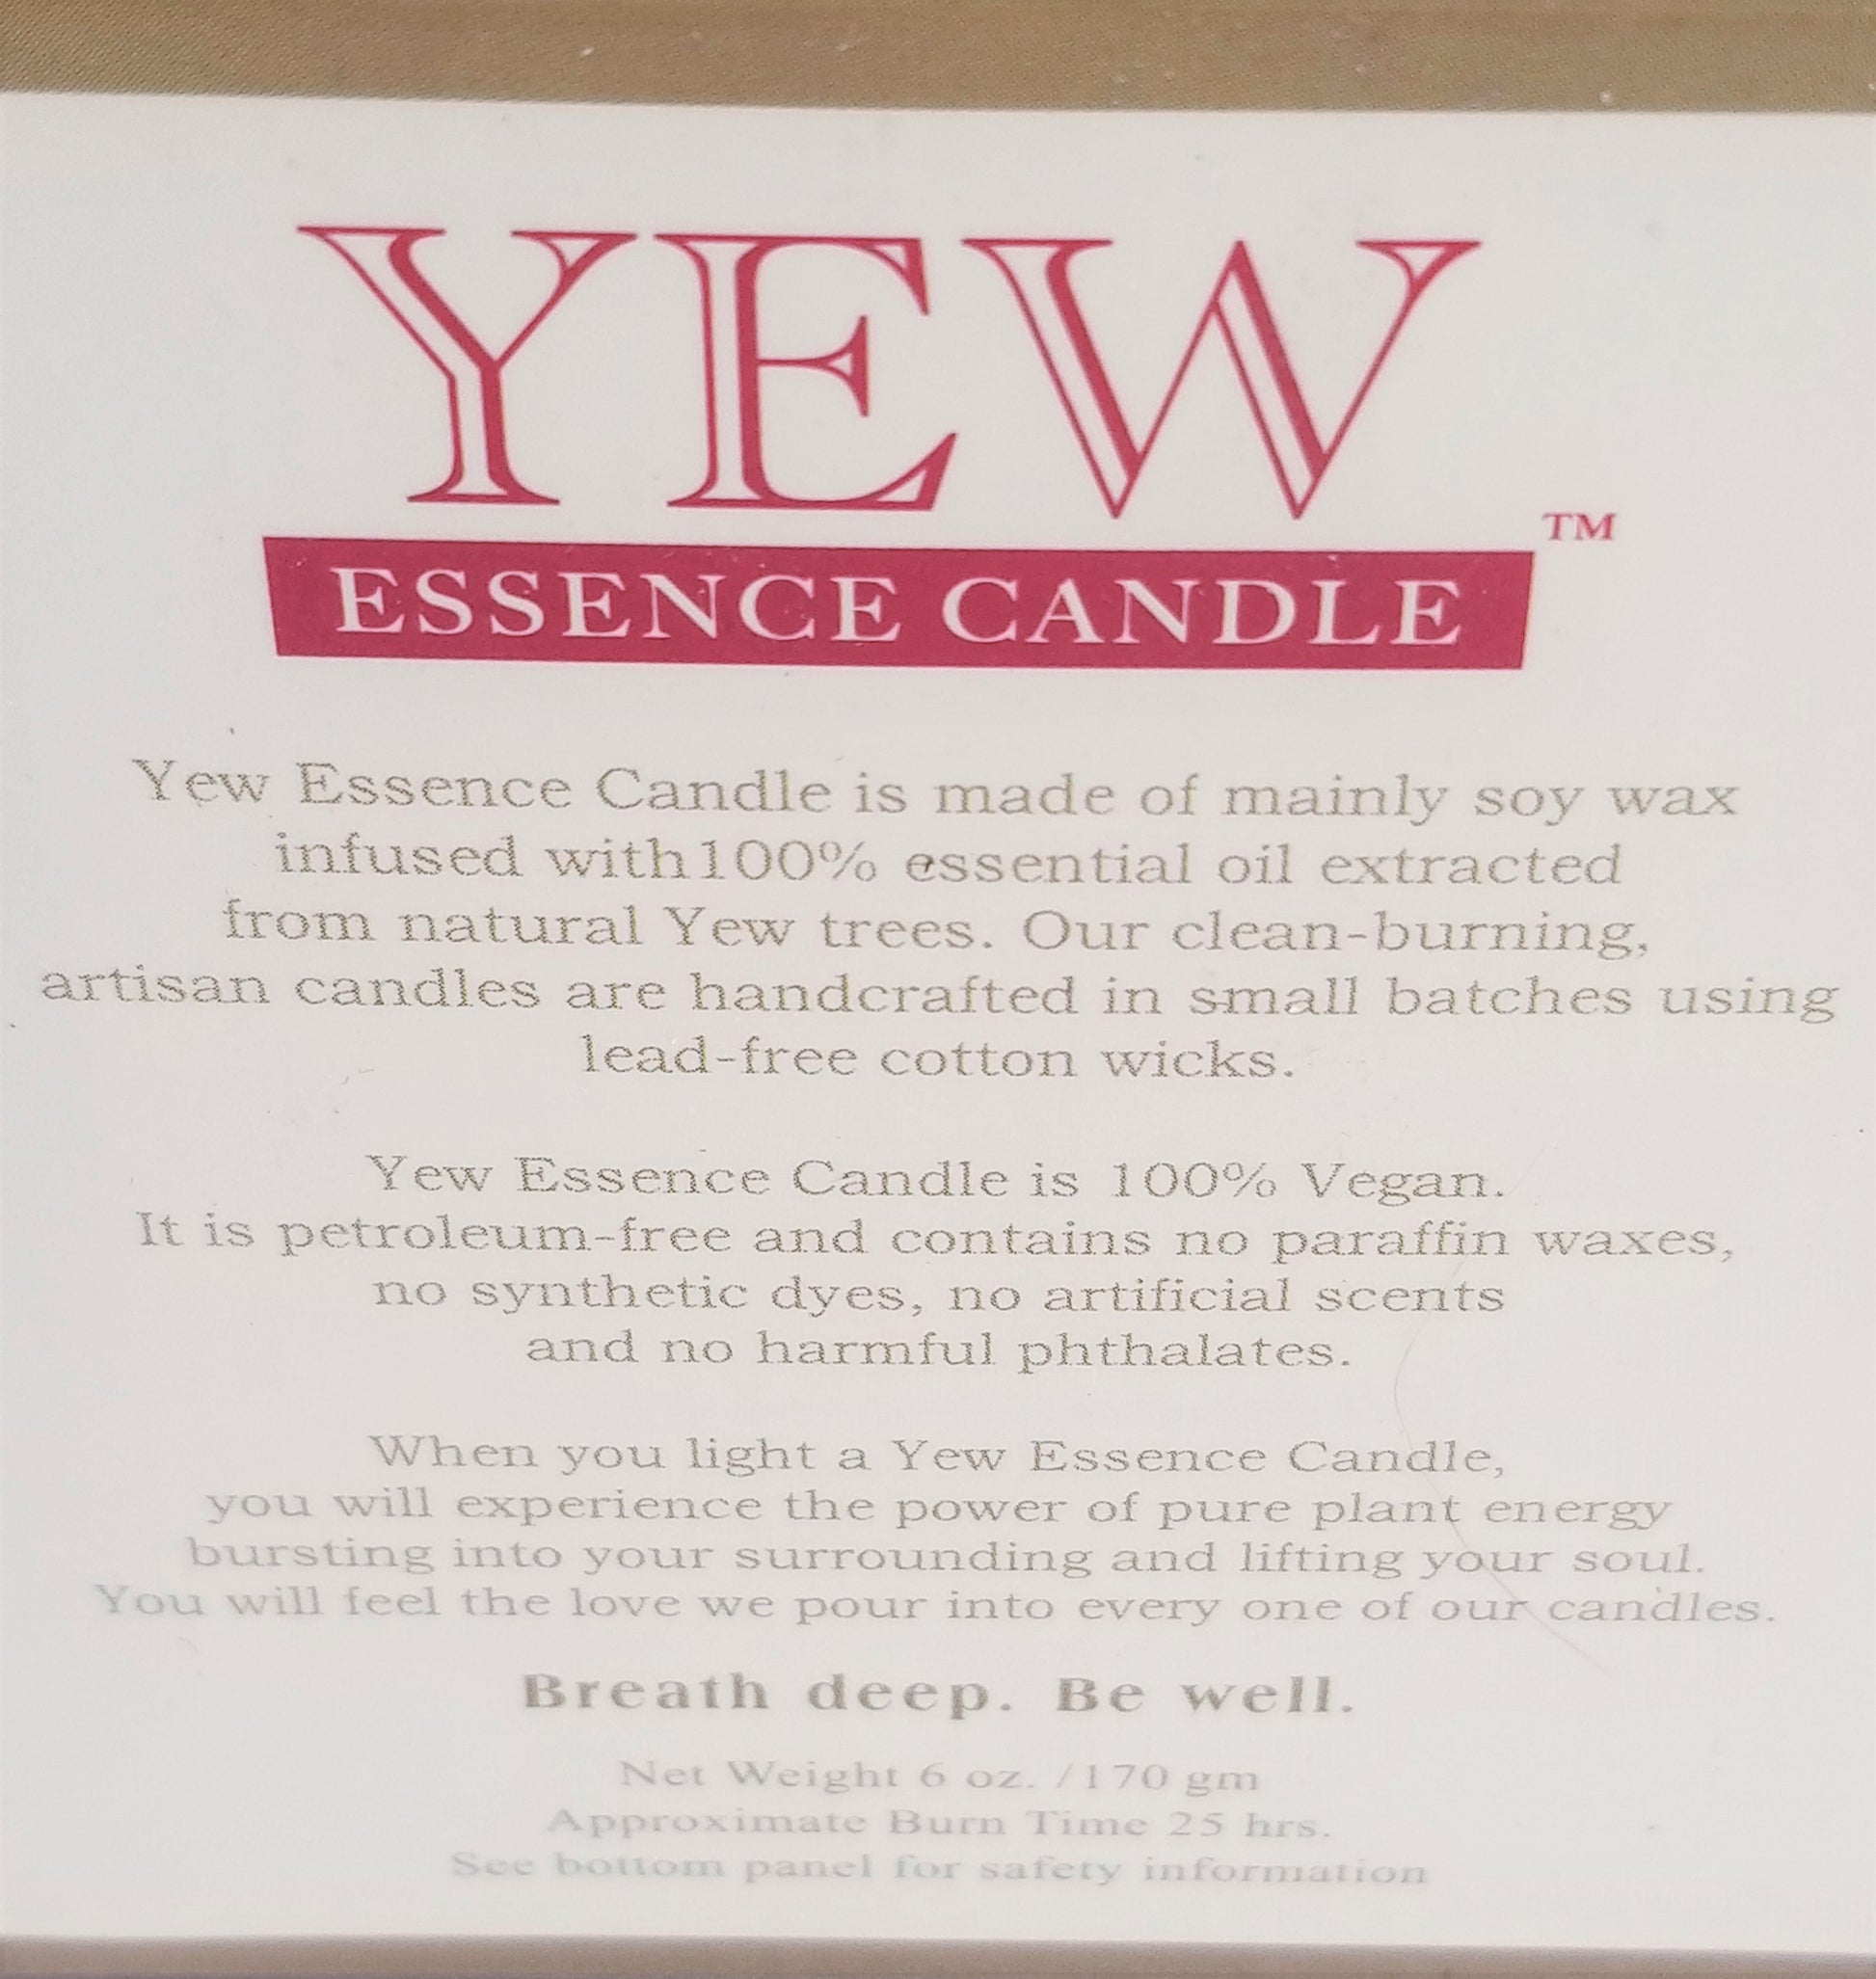 YEW
TM
ESSENCE CANDLE
Yew Essence Candle is made of mainly soy wax
infused with100% essential oil extracted
from natural Yew trees. Our clean-burning,
artisan candles are handcrafted in small batches using
lead-free cotton wicks.
Yew Essence Candle is 100% Vegan.
It is petroleum-free and contains no paraffin waxes,
no synthetic dyes, no artificial scents
and no harmful phthalates.
When you light a Yew Essence Candle,
you will experience the power of pure plant energy
bursting into your surrounding and lifting your soul.
You will feel the love we pour into every one of our candles.
Breath deep. Be well.
Net Weight 6 oz. /170 gm
Approximate Burn Time 25 hrs.
See bottom panel for safety information